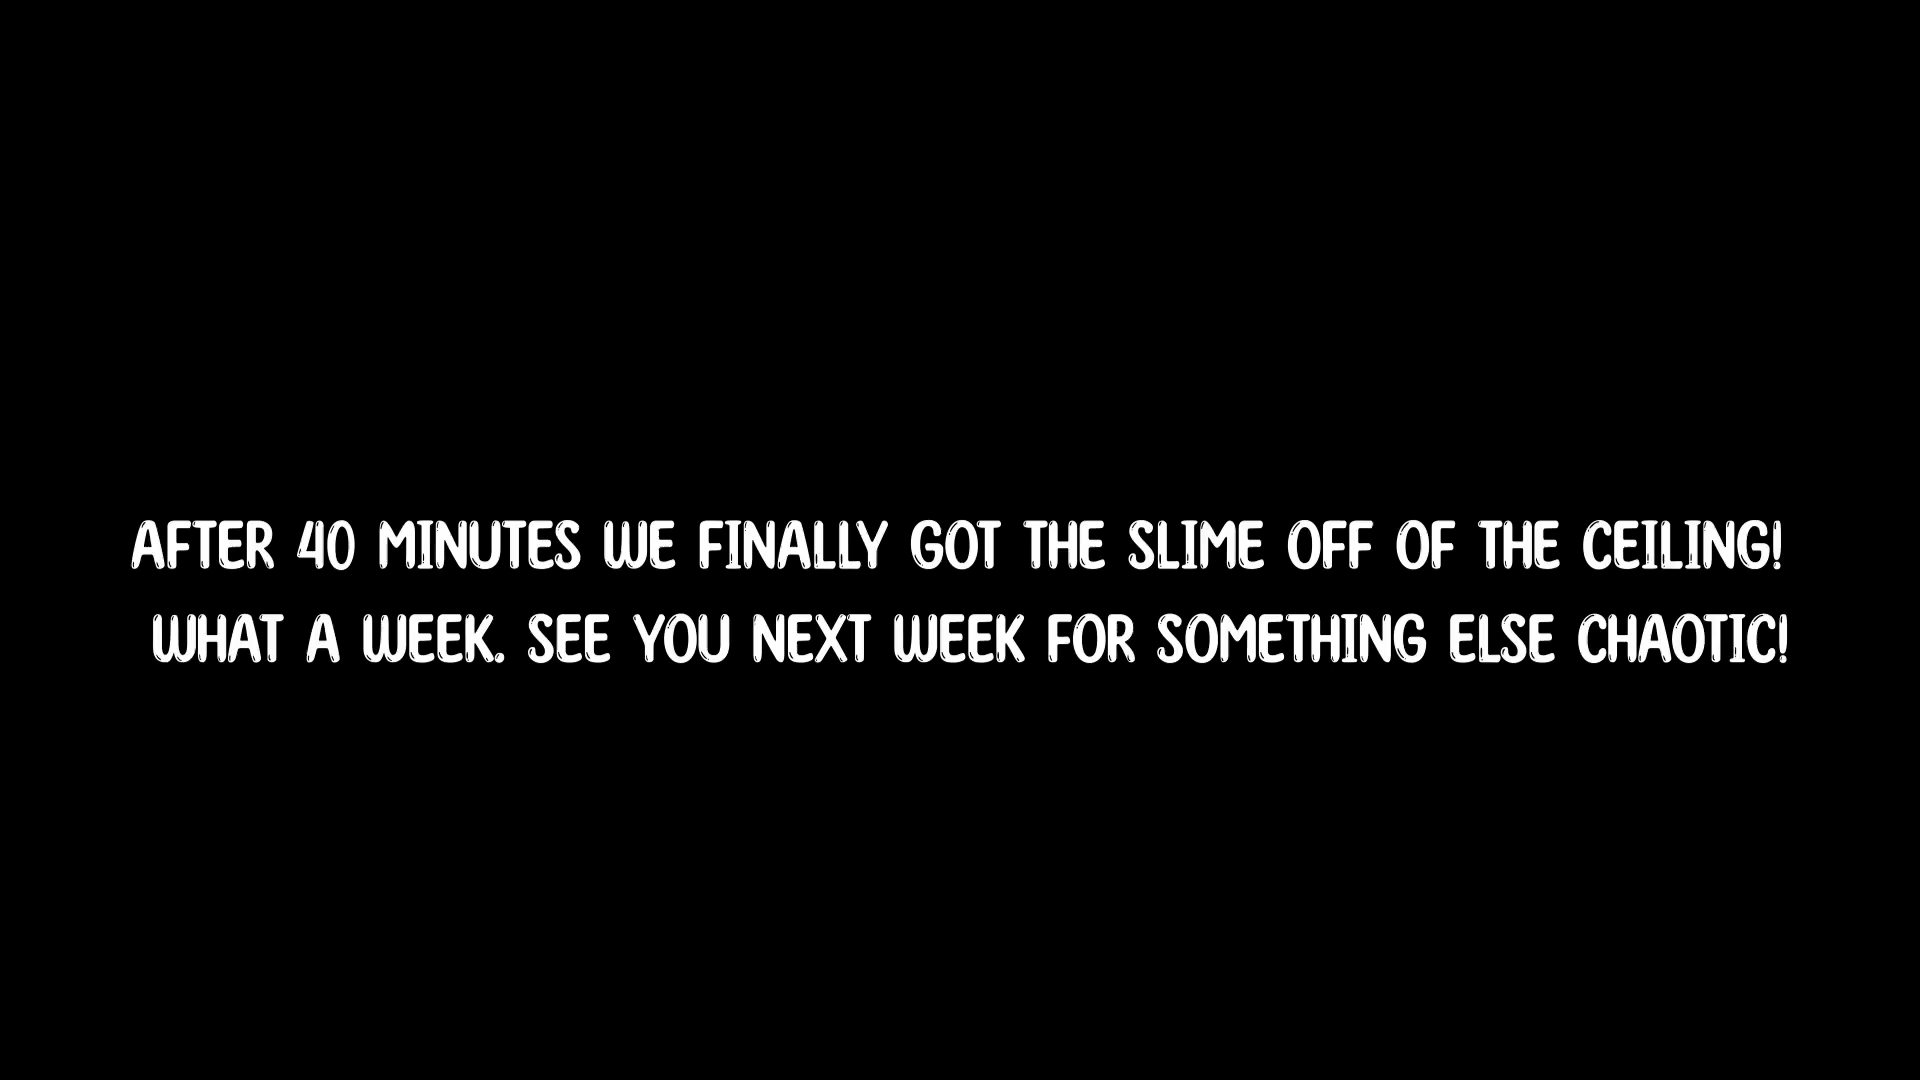 AFTER 40 MINUTES WE FINALLY GOT THE SLIME OFF OF THE CEILING!
WHAT A WEEK. SEE YOU NEXT WEEK FOR SOMETHING ELSE CHAOTIC!